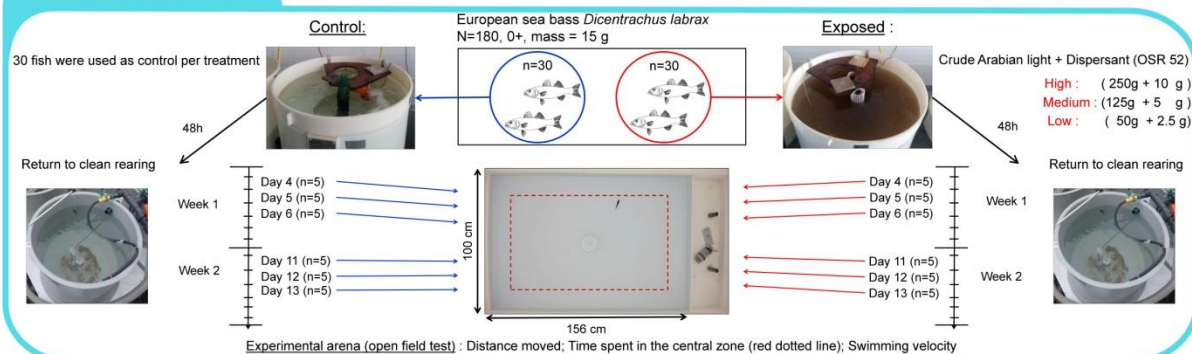 Control:
European sea bass Dicentrachus labrax
N=180, 0+, mass = 15 g
Exposed :
30 fish were used as control per treatment
n=30
n=30
Crude Arabian light + Dispersant (OSR 52)
High : ( 250g + 10 g )
Medium : (125g + 5 g )
Low : ( 50g + 2.5 g)
48h
48h
Return to clean rearing
Return to clean rearing
Week 1
Day 4 (n=5)
Day 5 (n=5)
Day 6 (n=5)
Week 2
Day 11 (n=5)
Day 12 (n=5)
Day 13 (n=5)
100 cm
156 cm
Day 4 (n=5)
Day 5 (n=5)
Day 6 (n=5)
Week 1
Day 11 (n=5)
Day 12 (n=5)
Day 13 (n=5)
Week 2
Experimental arena (open field test) : Distance moved; Time spent in the central zone (red dotted line); Swimming velocity